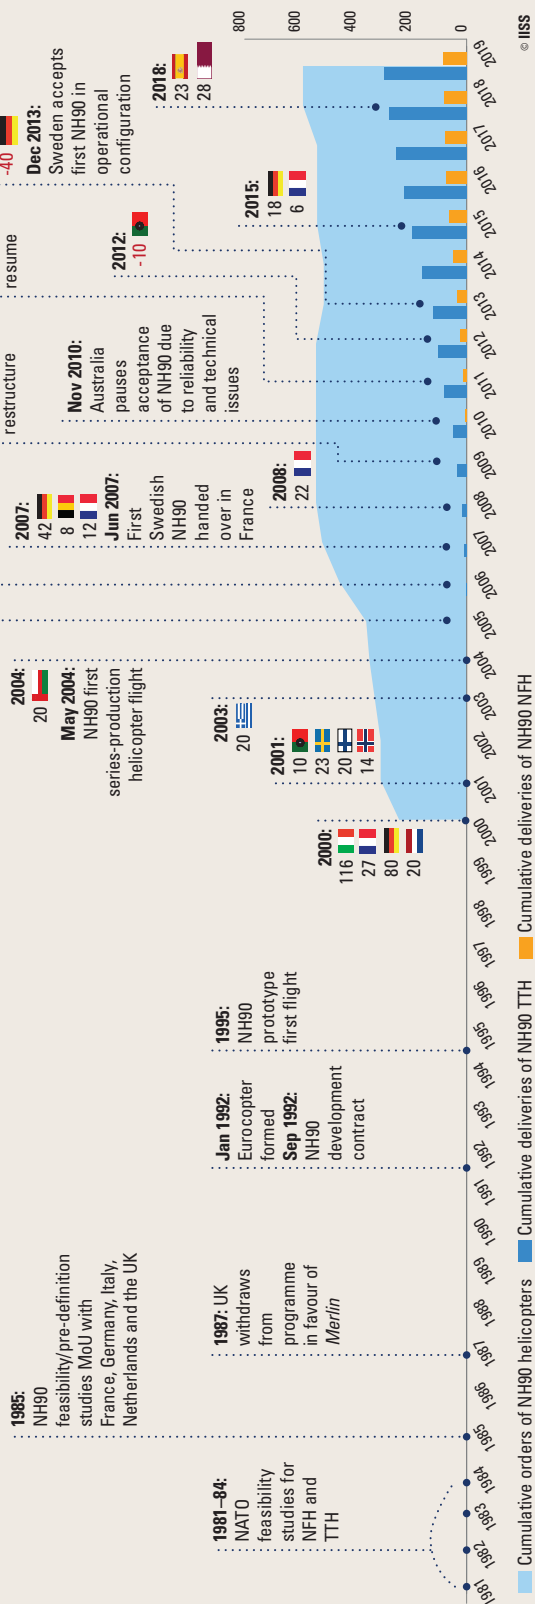 1981–84:
NATO
feasibility
studies for
NFH and
TTH
1985:
NH90
feasibility/pre-definition
studies MoU with
France, Germany, Italy,
Netherlands and the UK
1987: UK
withdraws
from
programme
in favour of
Merlin
Jan 1992:
Eurocopter
formed
Sep 1992:
NH90
development
contract
1995:
NH90
prototype
first flight
2000:
116
27
80
20
2001:
10
23
20
14
2003:
20
2004:
20
May 2004:
NH90 first
series-production
helicopter flight
2007:
42
8
12
Jun 2007:
First
Swedish
NH90
handed
over in
France
2008:
22
restructure
Nov 2010:
Australia
pauses
acceptance
of NH90 due
to reliability
and technical
issues
resume
2012:
-10
-40
Dec 2013:
Sweden accepts
first NH90 in
operational
configuration
2015:
18
6
2018:
23
28
800
600
400
200
0
1981
1982
1983
1984
1985
1986
1987
1988
1989
1990
1991
1992
1993
1994
1995
1996
1997
1998
1999
2000
2001
2002
2003
2004
2005
2006
2007
2008
2009
2010
2011
2012
2013
2014
2015
2016
2017
2018
2019
Cumulative orders of NH90 helicopters
Cumulative deliveries of NH90 TTH
Cumulative deliveries of NH90 NFH
© IISS